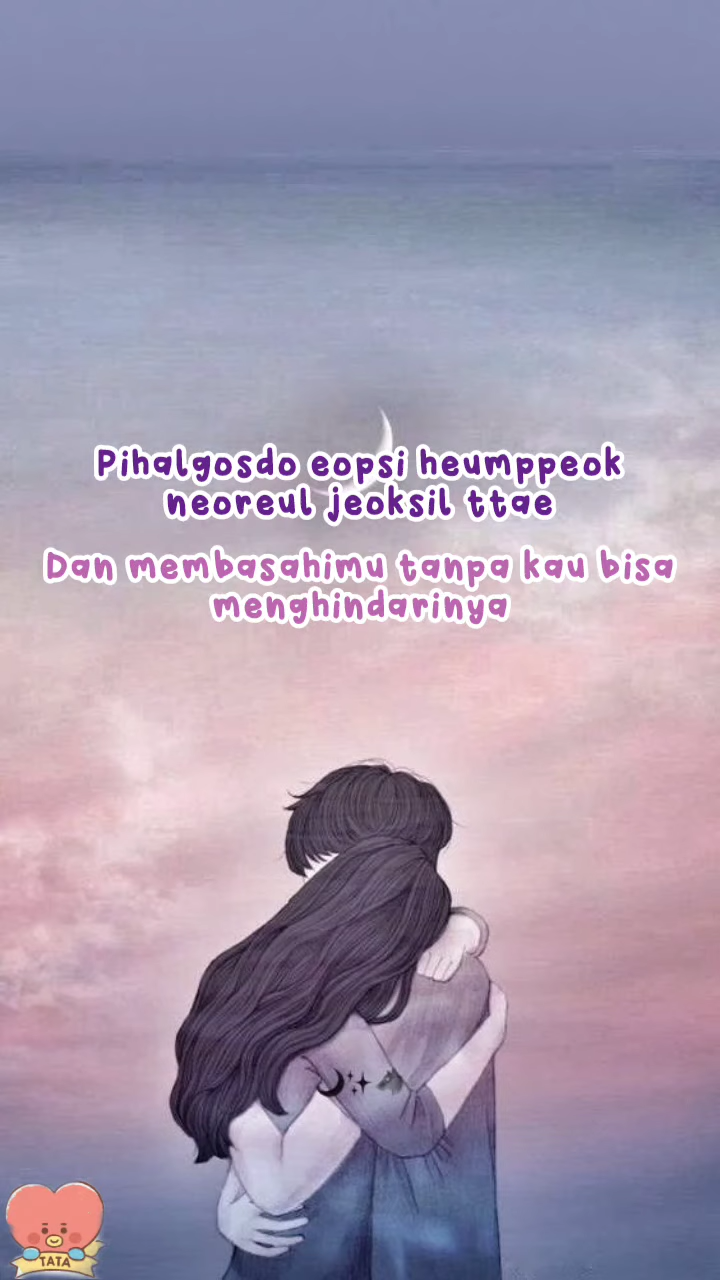 Pihalgosdo eopsi heumppeok
neoreul jeoksil ttae
Dan membasahimu tanpa kau bisa
menghindarinya
TATA